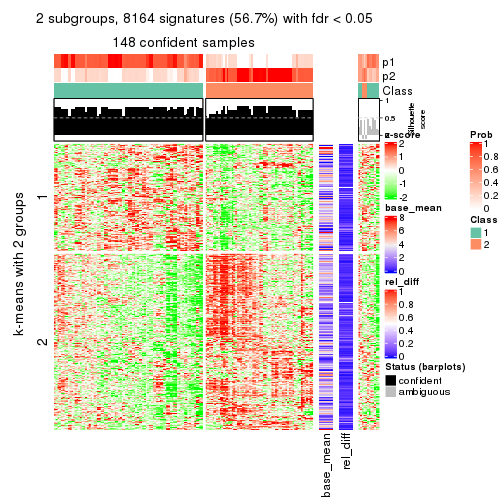 2 subgroups, 8164 signatures (56.7%) with fdr < 0.05
148 confident samples
p1
p2
Class
1
0.5
0
Silhouette
score
z-score
2
1
0
-1
-2
base_mean
8
6
4
2
0
rel_diff
1
0.8
0.6
0.4
0.2
0
Status (barplots)
confident
ambiguous
Prob
1
0.8
0.6
0.4
0.2
0
Class
1
2
k-means with 2 groups
1
2
base_mean
rel_diff